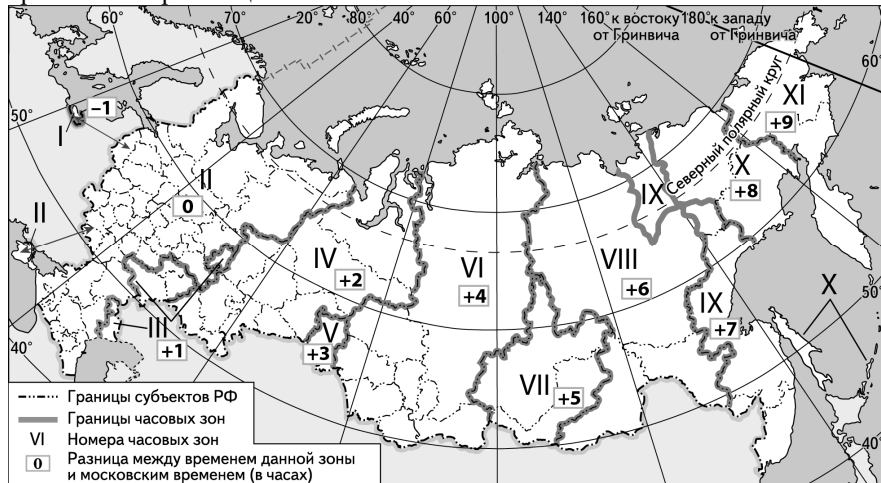 60° 70° 80° 40° 60° 80° 100° 140° 160° к востоку 180° к западу
от Гринвича от Гринвича
60°
50°
–1
I
Северный полярный круг
XI
+9
II
0
X
+8
IX
II
IV
+2
VI
+4
VIII
+6
X
50°
III
+1
V
+3
IX
+7
40°
VII
+5
40°
Границы субъектов РФ
Границы часовых зон
VI Номера часовых зон
0 Разница между временем данной зоны
и московским временем (в часах)